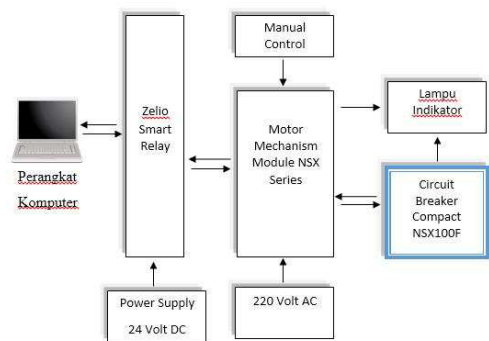 Manual
Control
Zelio
Smart
Relay
Motor
Mechanism
Module NSX
Series
Lampu
Indikator
Perangkat
Komputer
Circuit
Breaker
Compact
NSX100F
Power Supply
24 Volt DC
220 Volt AC